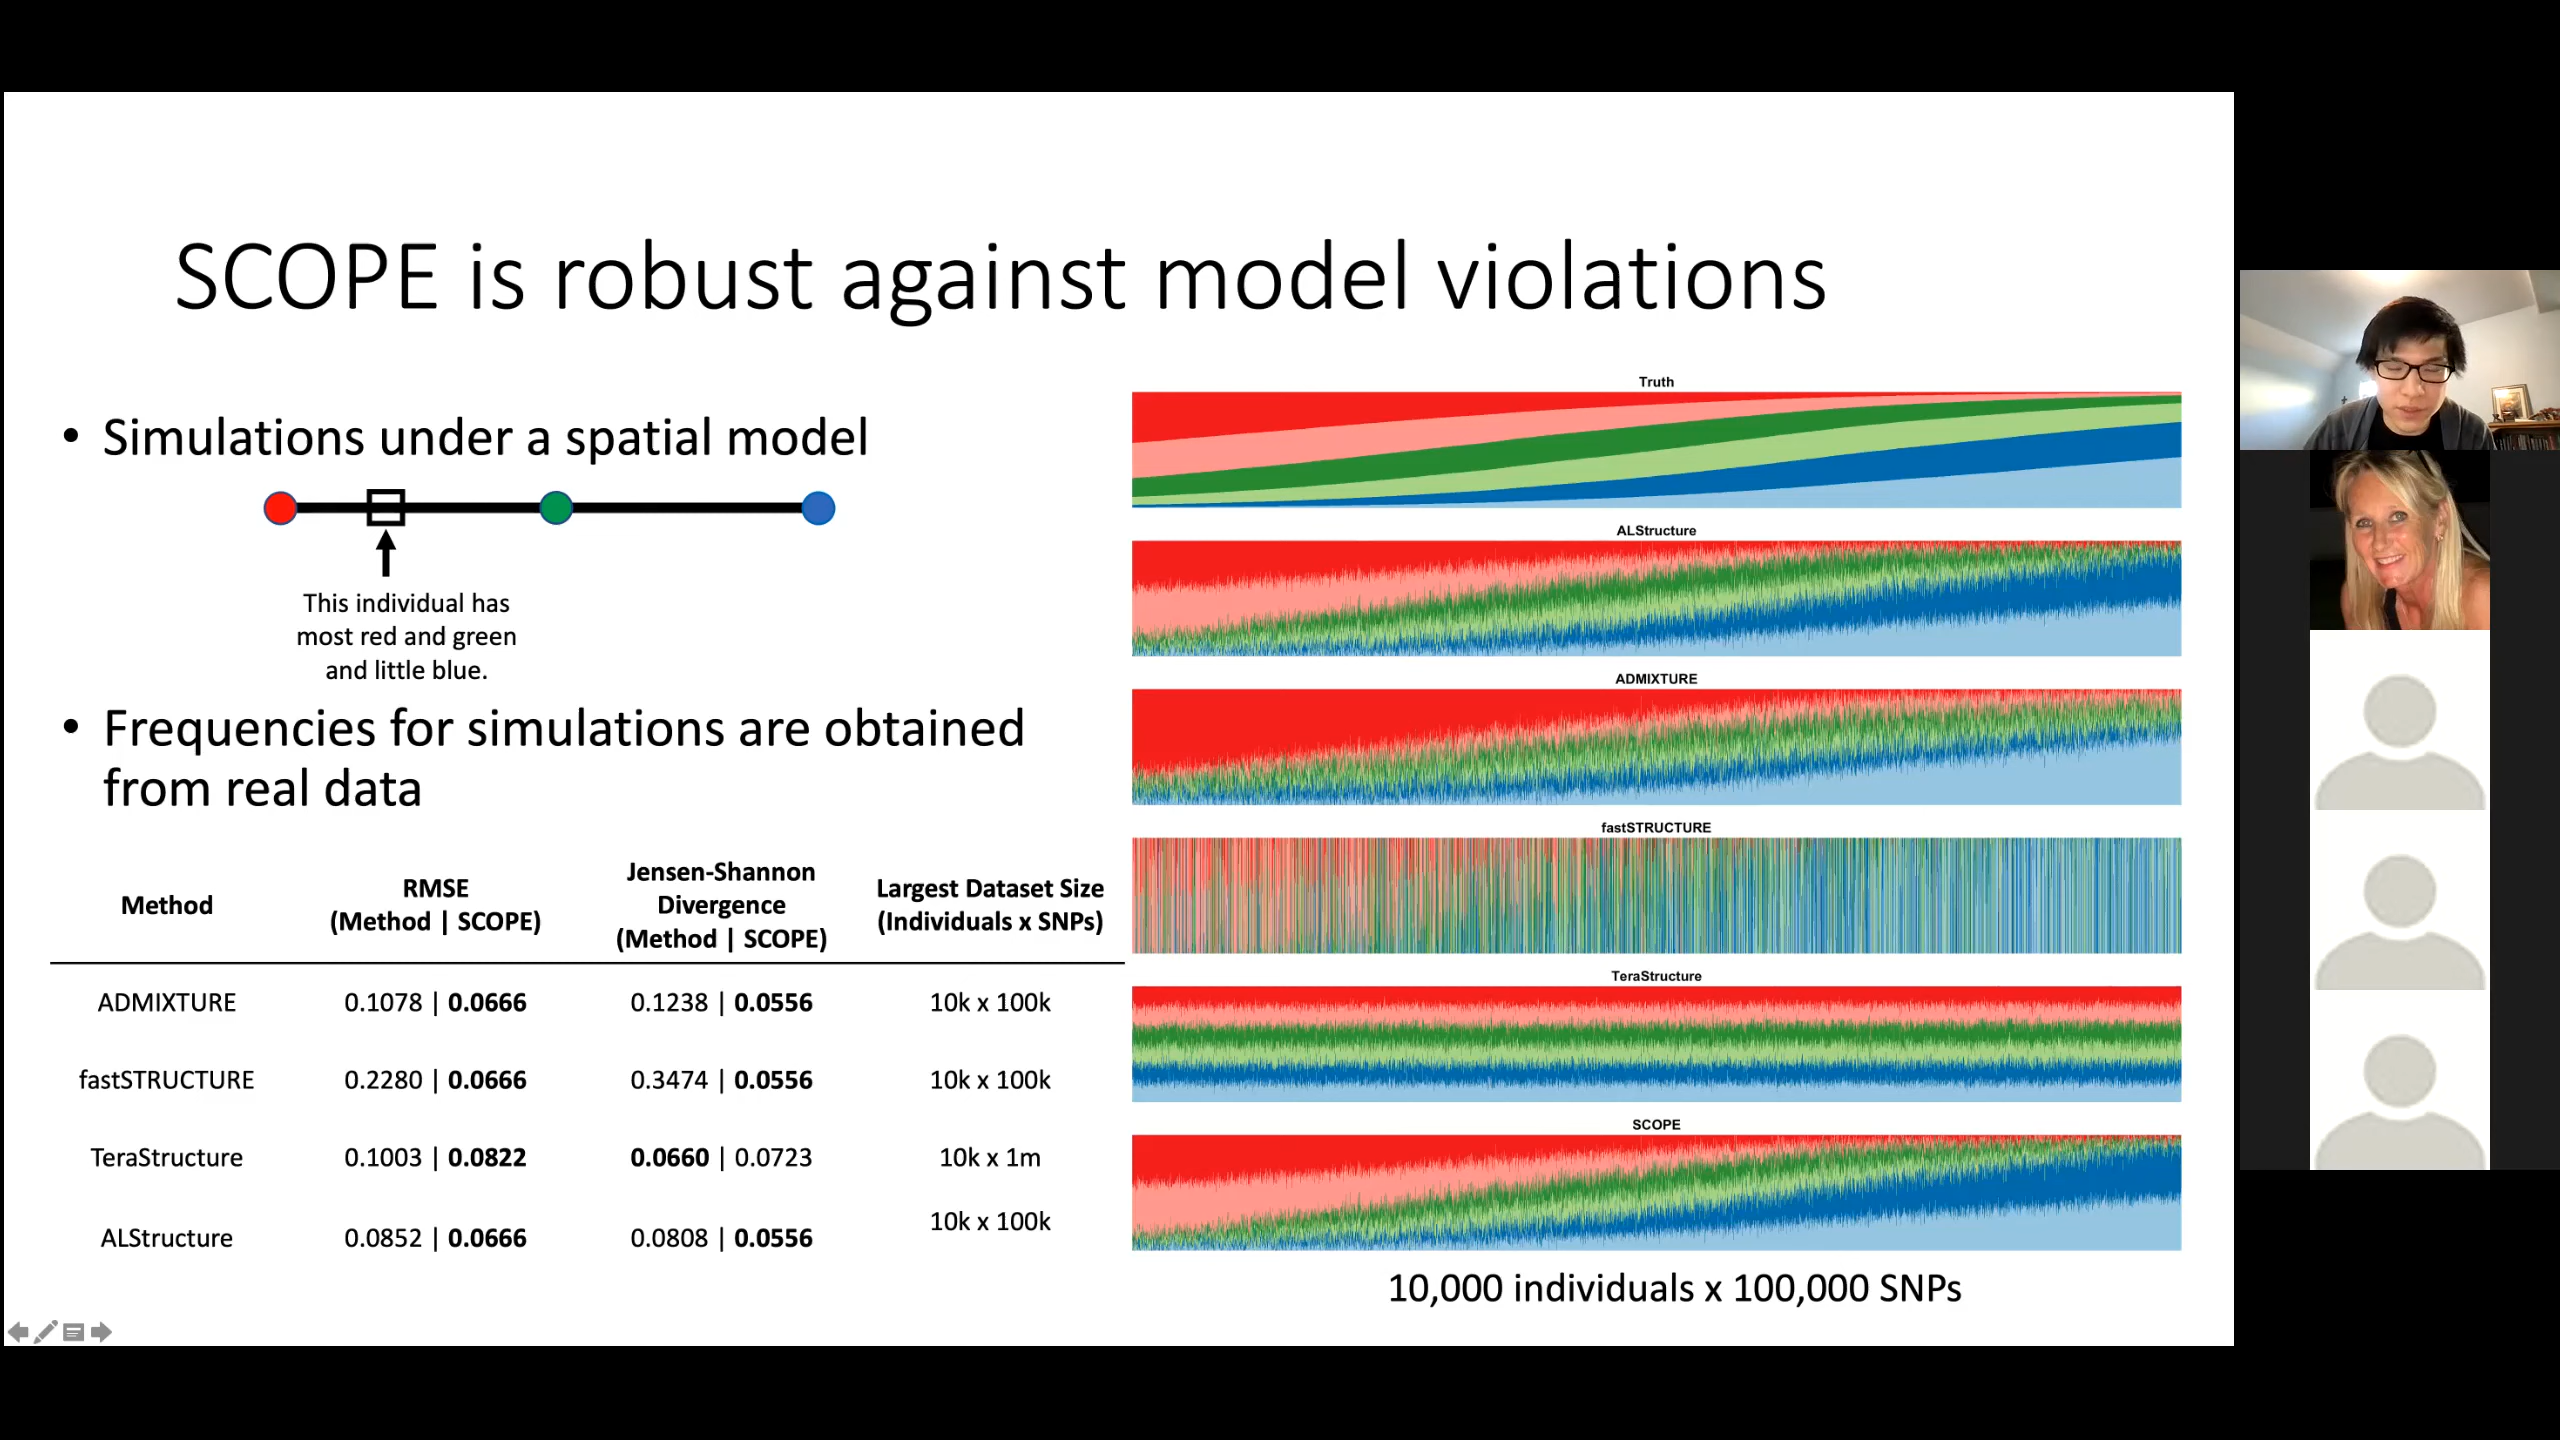 SCOPE is robust against model violations
• Simulations under a spatial model
This individual has
most red and green
and little blue.
• Frequencies for simulations are obtained
from real data
Method
RMSE
(Method | SCOPE)
Jensen-Shannon
Divergence
(Method | SCOPE)
Largest Dataset Size
(Individuals x SNPs)
ADMIXTURE 0.1078 | 0.0666 0.1238 | 0.0556 10k x 100k
fastSTRUCTURE 0.2280 | 0.0666 0.3474 | 0.0556 10k x 100k
TeraStructure 0.1003 | 0.0822 0.0660 | 0.0723 10k x 1m
ALStructure 0.0852 | 0.0666 0.0808 | 0.0556 10k x 100k
Truth
ALStructure
ADMIXTURE
fastSTRUCTURE
TeraStructure
SCOPE
10,000 individuals x 100,000 SNPs